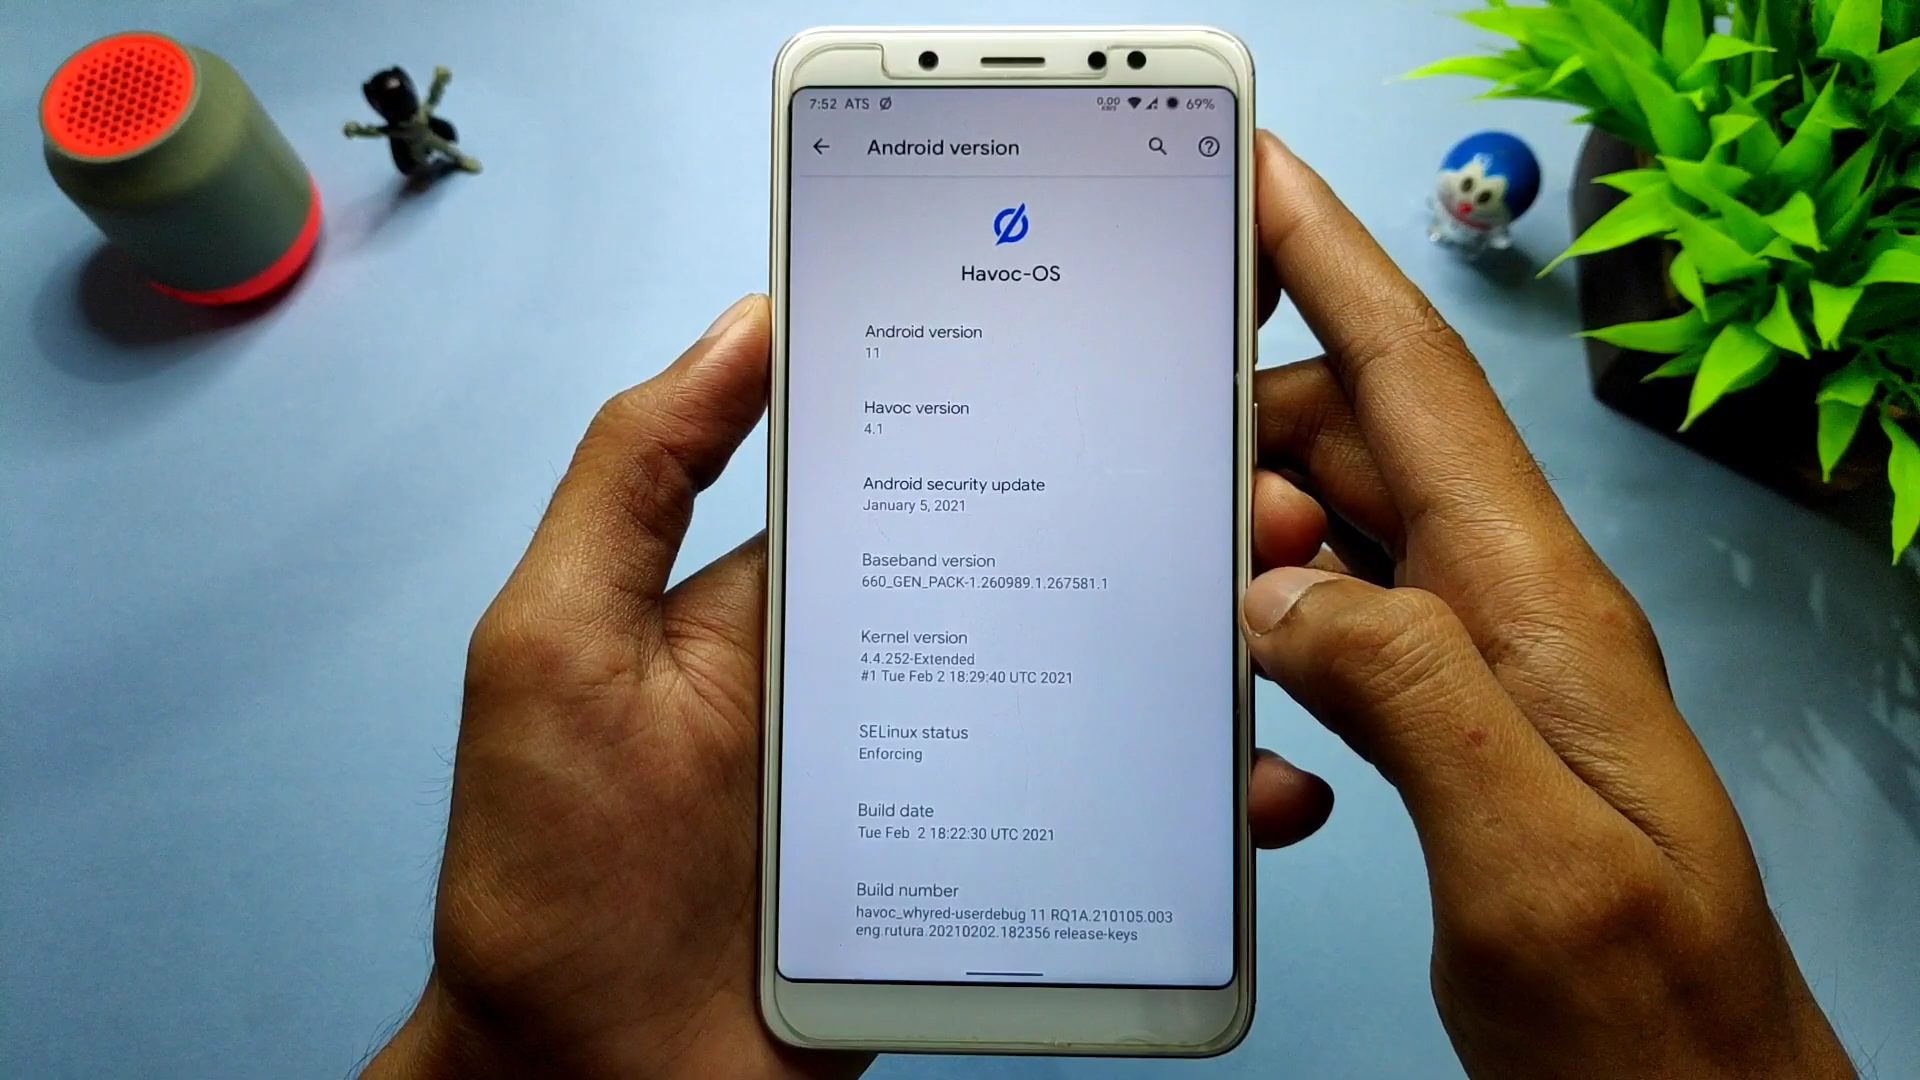 7:52 ATS 0.00 69%
Android version
Havoc-OS
Android version
11
Havoc version
4.1
Android security update
January 5, 2021
Baseband version
660_GEN_PACK-1.260989.1.267581.1
Kernel version
4.4.252-Extended
#1 Tue Feb 2 18:29:40 UTC 2021
SELinux status
Enforcing
Build date
Tue Feb  2 18:22:30 UTC 2021
Build number
havoc_whyred-userdebug 11 RQ1A.210105.003
eng.rutura.20210202.182356 release-keys